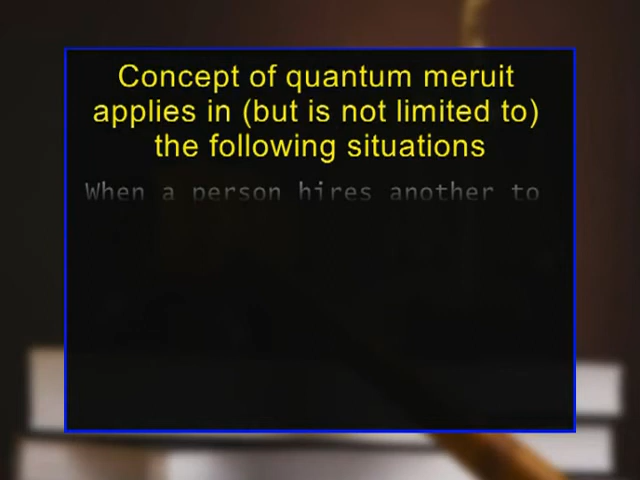 Concept of quantum meruit
applies in (but is not limited to)
the following situations
When a person hires another to